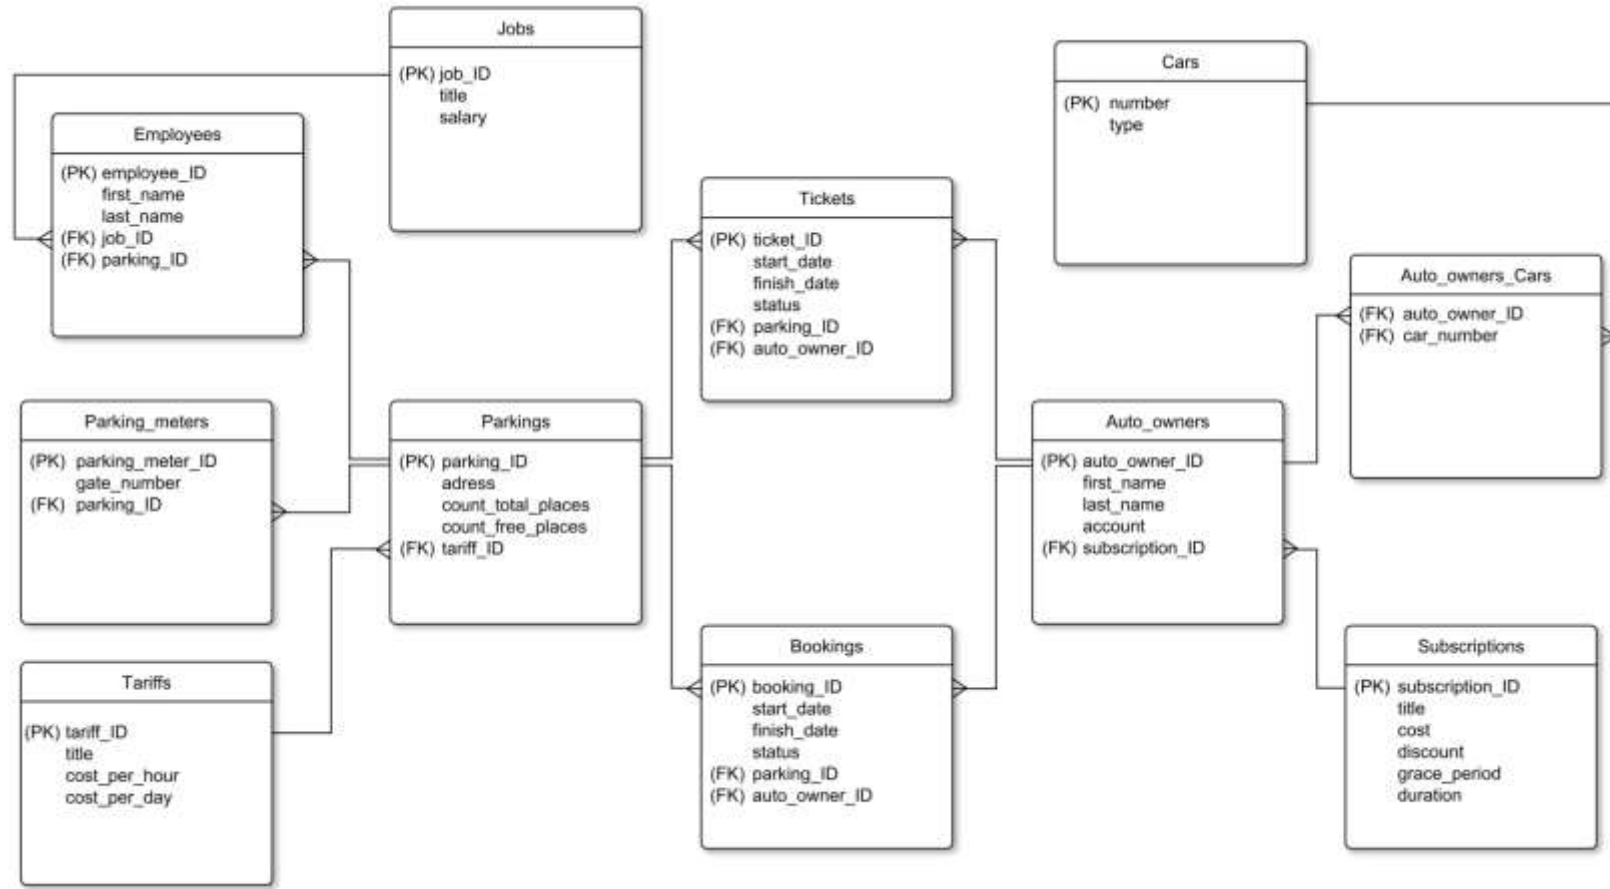 Jobs
(PK) job_ID
title
salary
Cars
(PK) number
type
Employees
(PK) employee_ID
first_name
last_name
(FK) job_ID
(FK) parking_ID
Tickets
(PK) ticket_ID
start_date
finish_date
status
(FK) parking_ID
(FK) auto_owner_ID
Auto_owners_Cars
(FK) auto_owner_ID
(FK) car_number
Parking_meters
(PK) parking_meter_ID
gate_number
(FK) parking_ID
Parkings
(PK) parking_ID
adress
count_total_places
count_free_places
(FK) tariff_ID
Auto_owners
(PK) auto_owner_ID
first_name
last_name
account
(FK) subscription_ID
Tariffs
(PK) tariff_ID
title
cost_per_hour
cost_per_day
Bookings
(PK) booking_ID
start_date
finish_date
status
(FK) parking_ID
(FK) auto_owner_ID
Subscriptions
(PK) subscription_ID
title
cost
discount
grace_period
duration